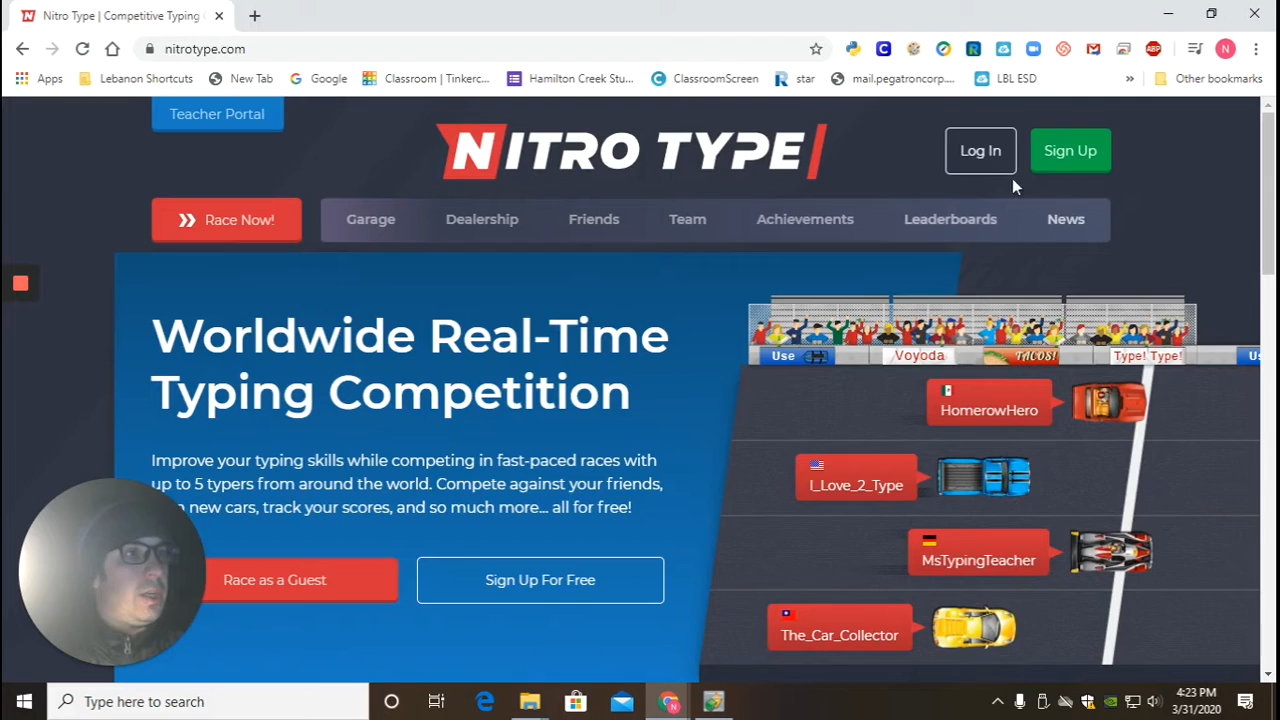 Nitro Type | Competitive Typing
nitrotype.com
N
ABP
Apps
Lebanon Shortcuts
New Tab
Google
Classroom | Tinkerc...
Hamilton Creek Stu...
ClassroomScreen
star
mail.pegatroncorp....
LBL ESD
»
Other bookmarks
Teacher Portal
NITRO TYPE
Log In
Sign Up
Race Now!
Garage
Dealership
Friends
Team
Achievements
Leaderboards
News
Worldwide Real-Time
Typing Competition
Improve your typing skills while competing in fast-paced races with
up to 5 typers from around the world. Compete against your friends,
new cars, track your scores, and so much more... all for free!
Race as a Guest
Sign Up For Free
Use
Voyoda
TACOS!
Type! Type!
HomerowHero
I_Love_2_Type
MsTypingTeacher
The_Car_Collector
Type here to search
4:23 PM
3/31/2020